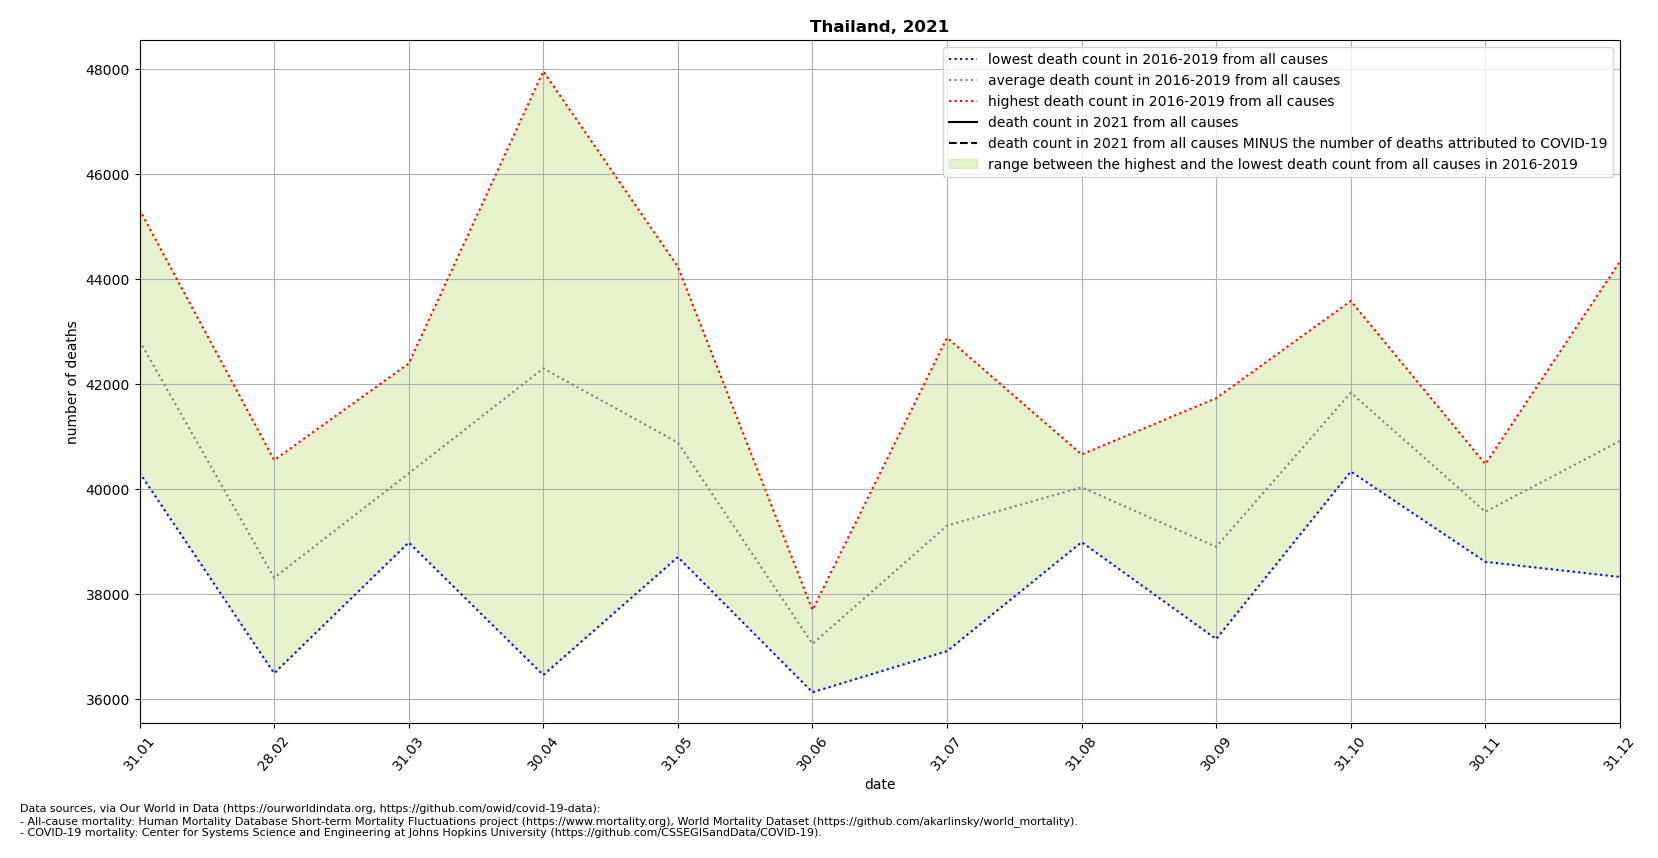 Thailand, 2021
lowest death count in 2016-2019 from all causes
average death count in 2016-2019 from all causes
highest death count in 2016-2019 from all causes
death count in 2021 from all causes
death count in 2021 from all causes MINUS the number of deaths attributed to COVID-19
range between the highest and the lowest death count from all causes in 2016-2019
48000
46000
44000
42000
40000
38000
36000
number of deaths
31.01
28.02
31.03
30.04
31.05
30.06
31.07
31.08
30.09
31.10
30.11
31.12
date
Data sources, via Our World in Data (https://ourworldindata.org, https://github.com/owid/covid-19-data):
- All-cause mortality: Human Mortality Database Short-term Mortality Fluctuations project (https://www.mortality.org), World Mortality Dataset (https://github.com/akarlinsky/world_mortality).
- COVID-19 mortality: Center for Systems Science and Engineering at Johns Hopkins University (https://github.com/CSSEGISandData/COVID-19).